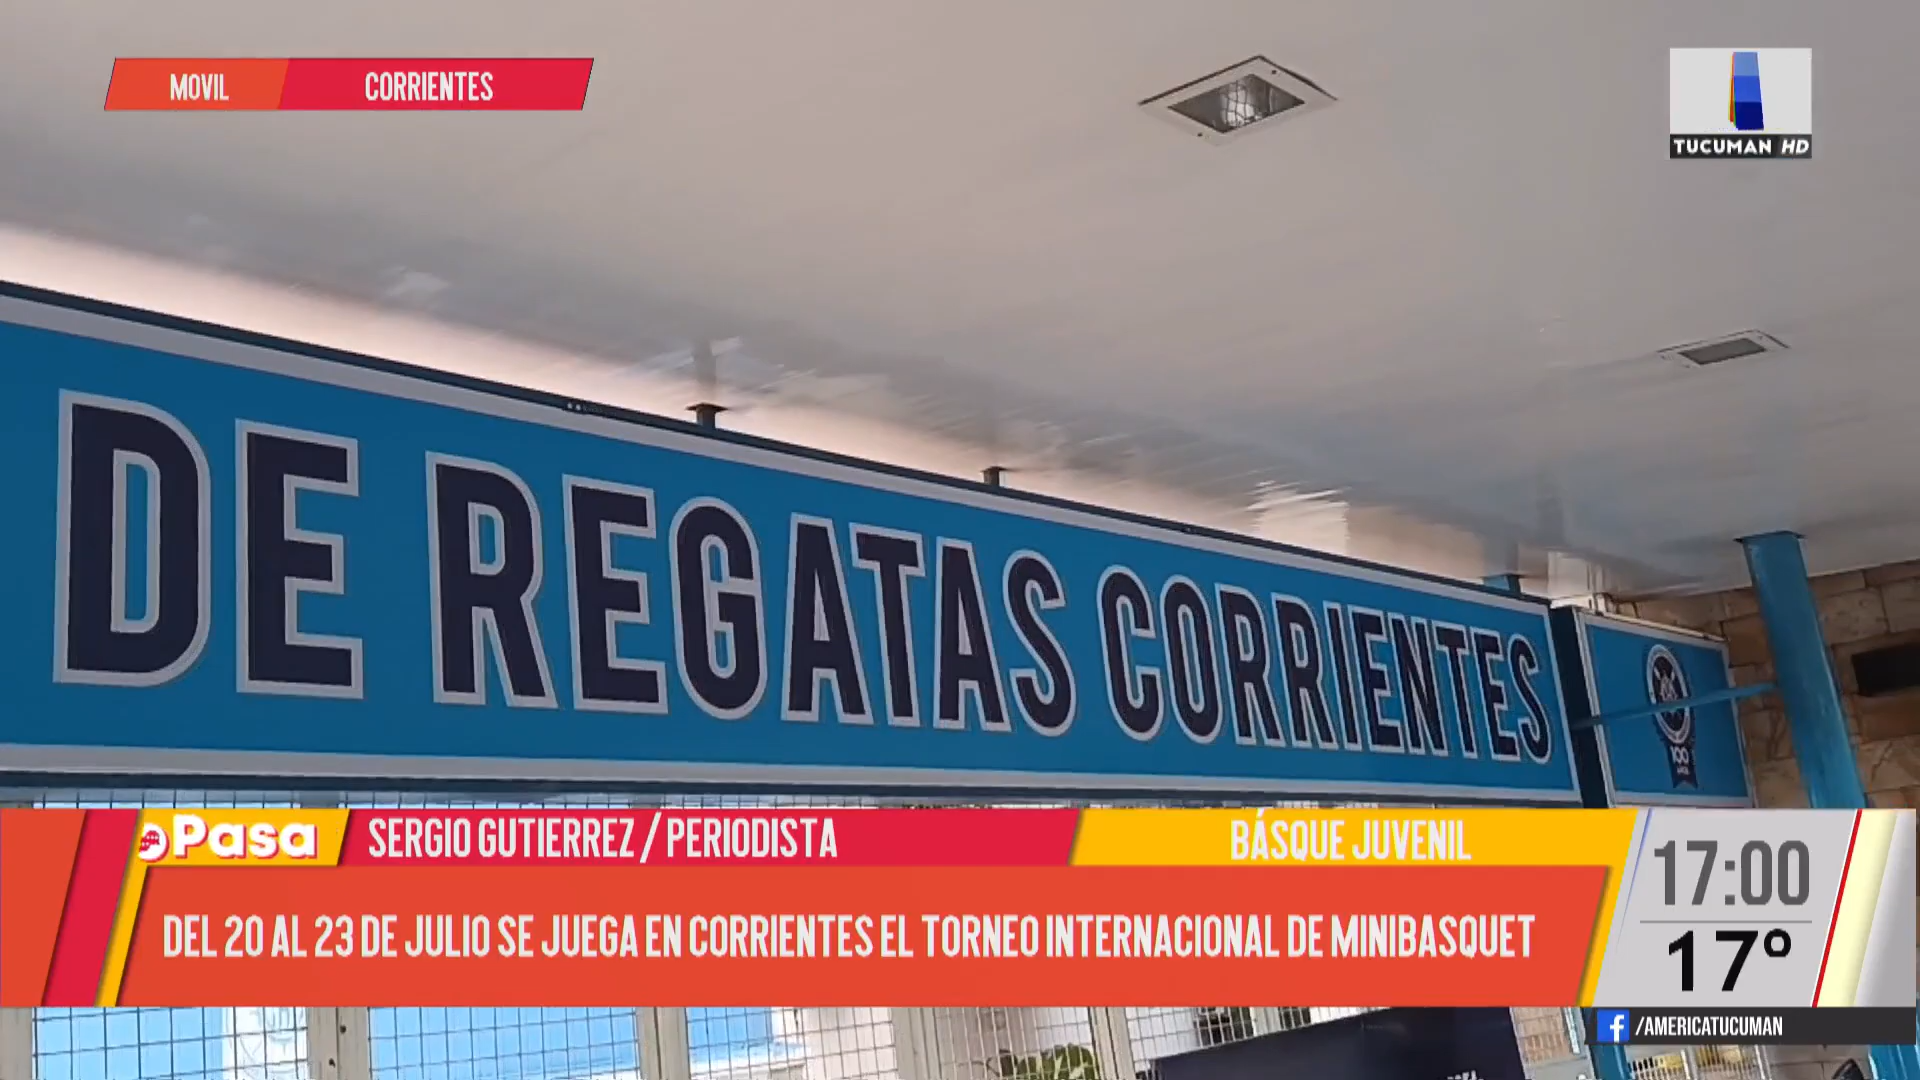 MOVIL CORRIENTES
TUCUMAN HD
DE REGATAS CORRIENTES
100
Pasa
SERGIO GUTIERREZ / PERIODISTA
BÁSQUE JUVENIL
17:00
DEL 20 AL 23 DE JULIO SE JUEGA EN CORRIENTES EL TORNEO INTERNACIONAL DE MINIBASQUET
17°
/AMERICATUCUMAN